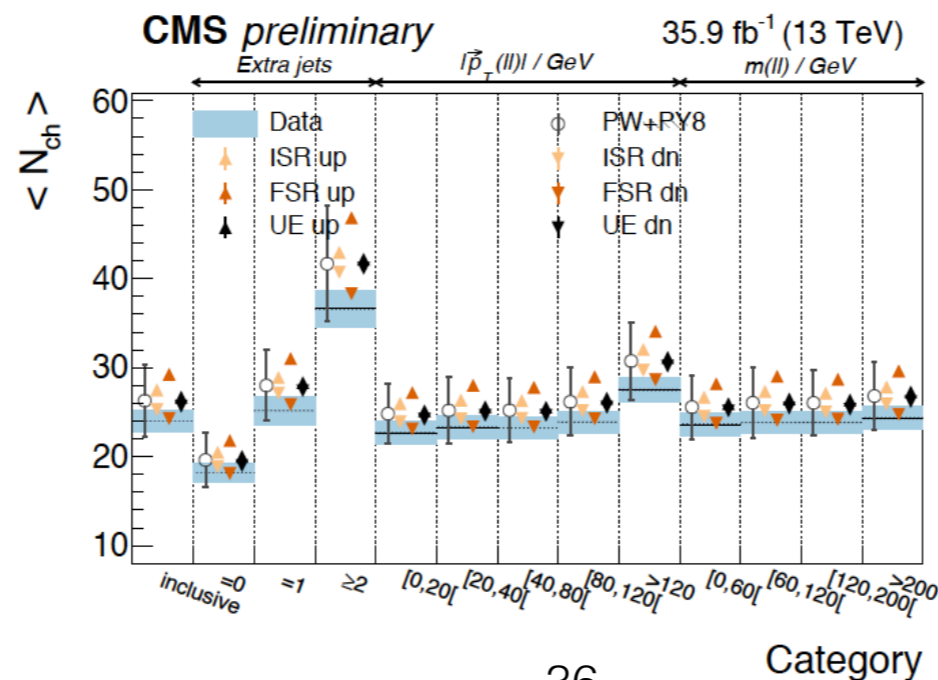 CMS preliminary 35.9 fb⁻¹ (13 TeV)
Extra jets |p⃗_T(ll)| / GeV m(ll) / GeV
< N_ch >
60
50
40
30
20
10
Data PW+PY8
ISR up ISR dn
FSR up FSR dn
UE up UE dn
inclusive =0 =1 ≥2 [0,20[ [20,40[ [40,80[ [80,120[ >120 [0,60[ [60,120[ [120,200[ >200
Category